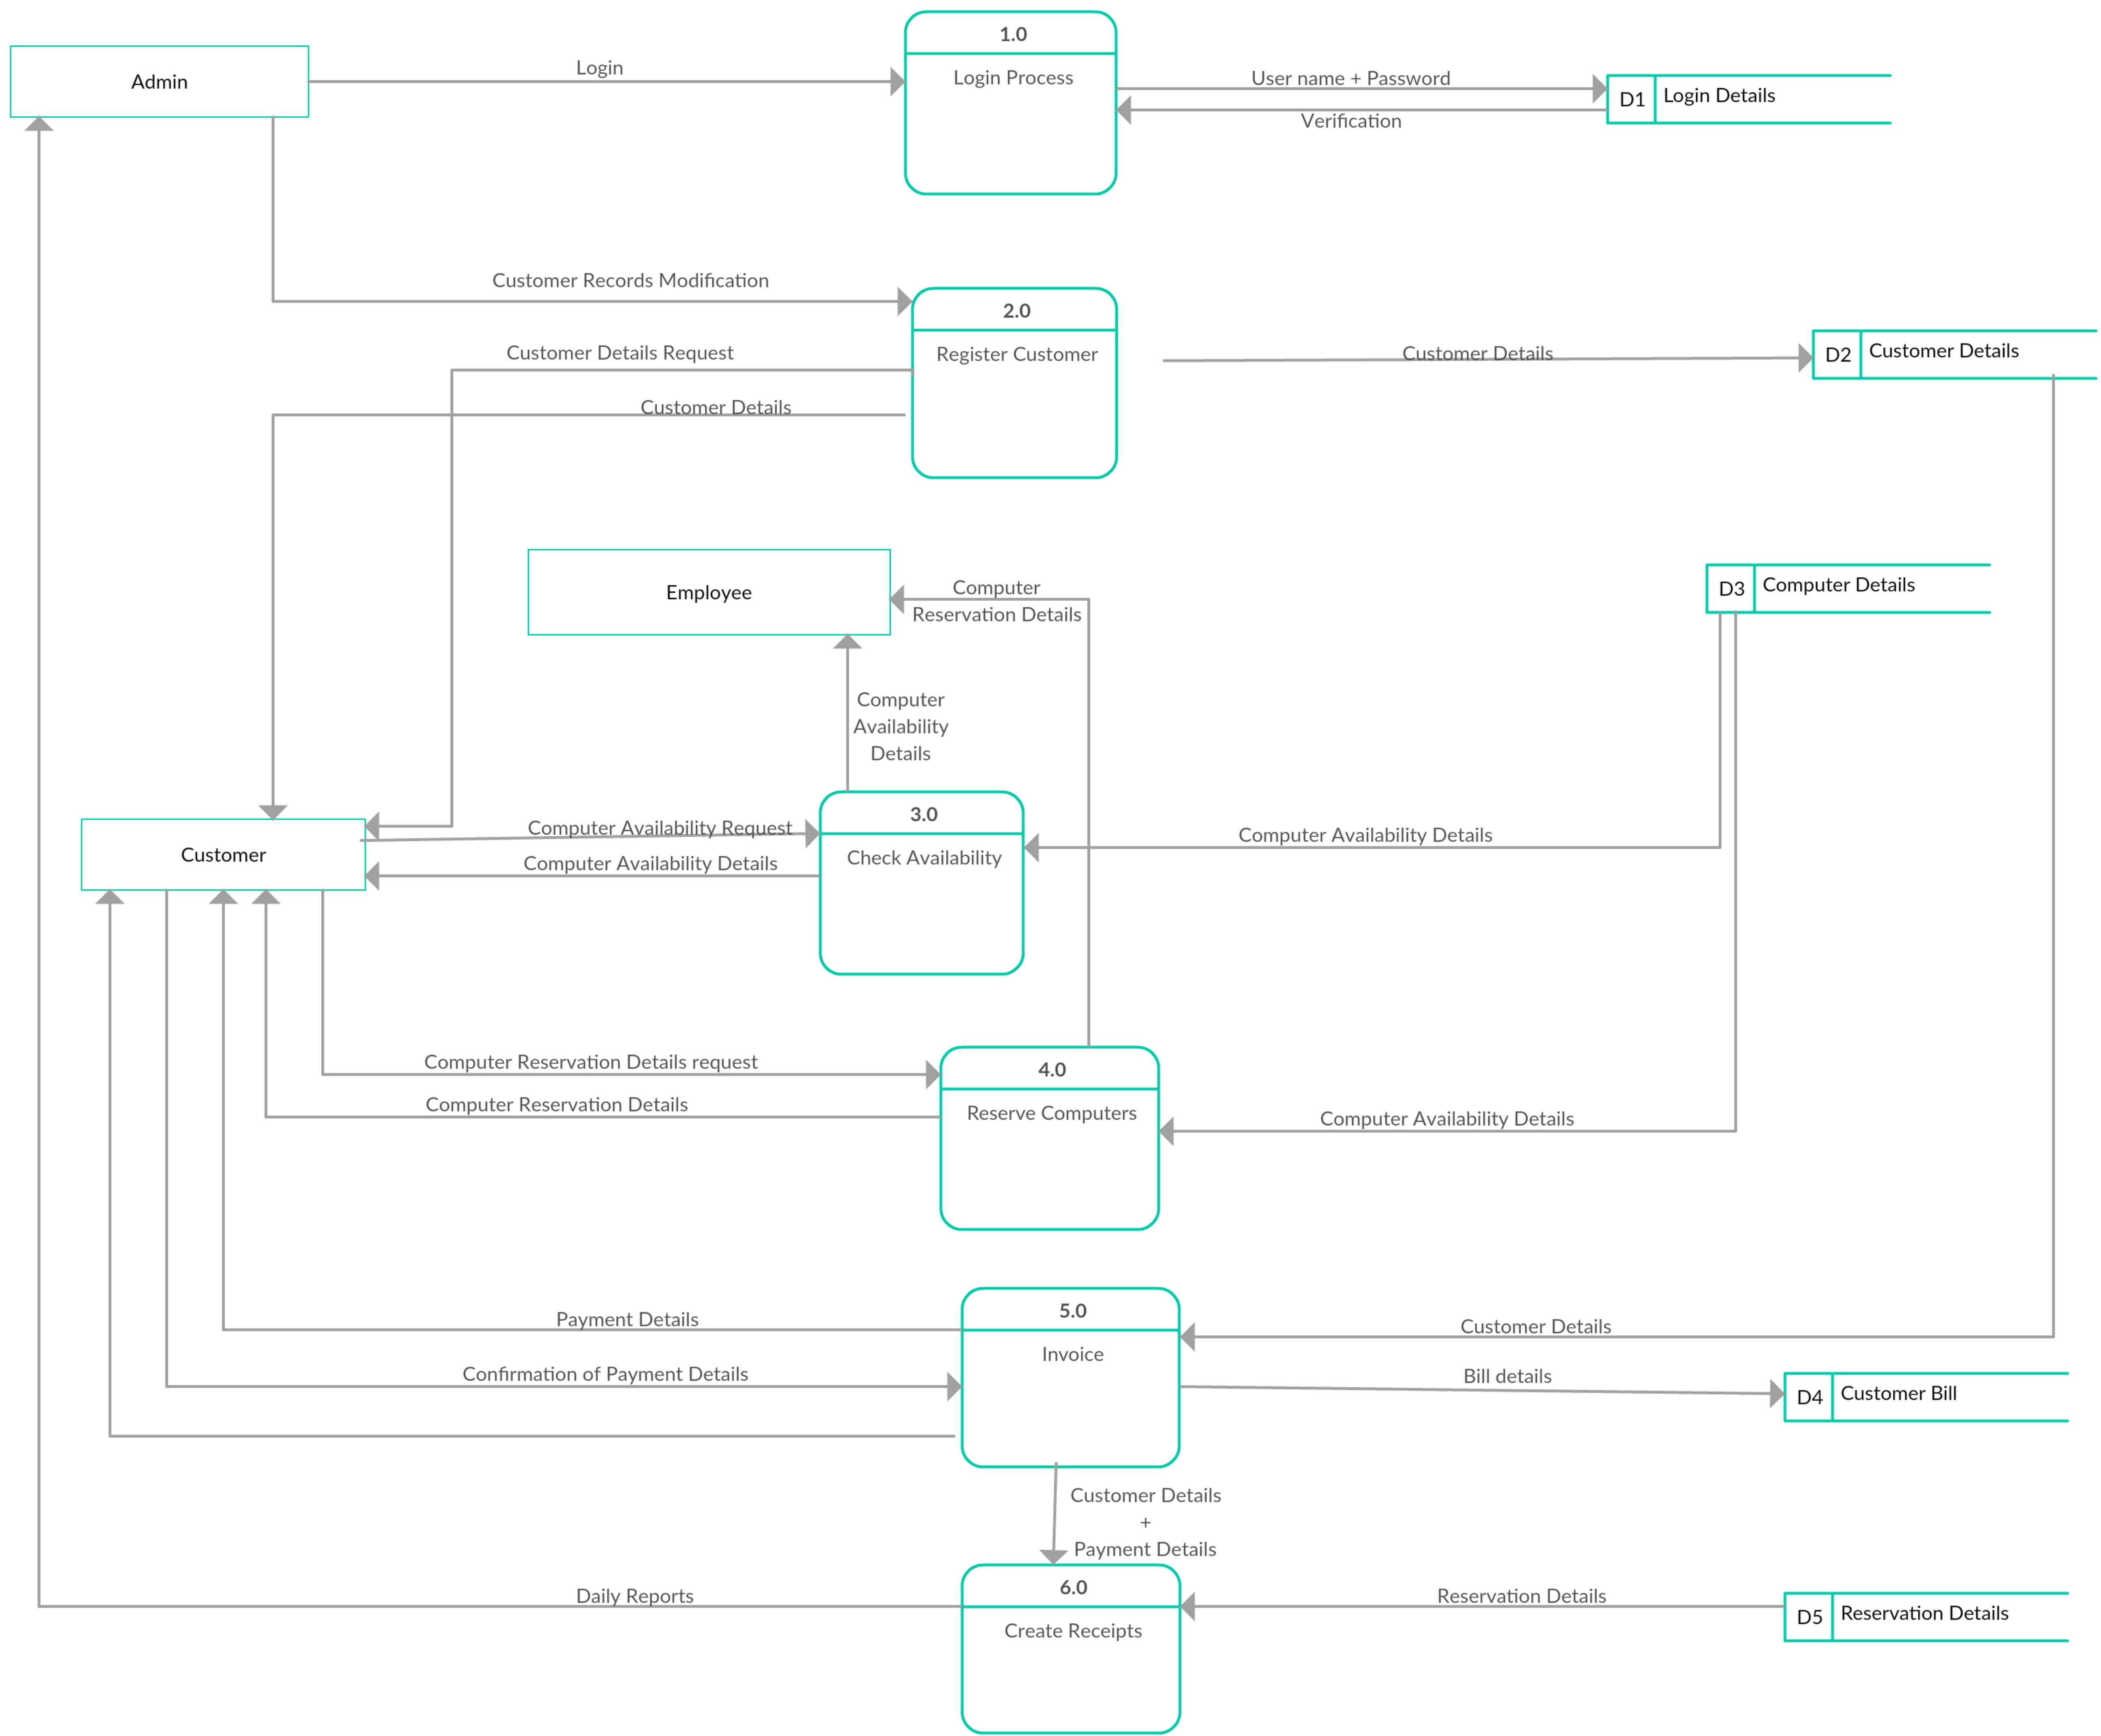 1.0
Admin
Login
Login Process
User name + Password
D1
Login Details
Verification
Customer Records Modification
2.0
Customer Details Request
Register Customer
Customer Details
D2
Customer Details
Customer Details
Employee
Computer
Reservation Details
D3
Computer Details
Computer
Availability
Details
3.0
Customer
Computer Availability Request
Check Availability
Computer Availability Details
Computer Availability Details
4.0
Computer Reservation Details request
Computer Reservation Details
Reserve Computers
Computer Availability Details
5.0
Payment Details
Invoice
Customer Details
Confirmation of Payment Details
Bill details
D4
Customer Bill
Customer Details
+
Payment Details
6.0
Daily Reports
Create Receipts
Reservation Details
D5
Reservation Details